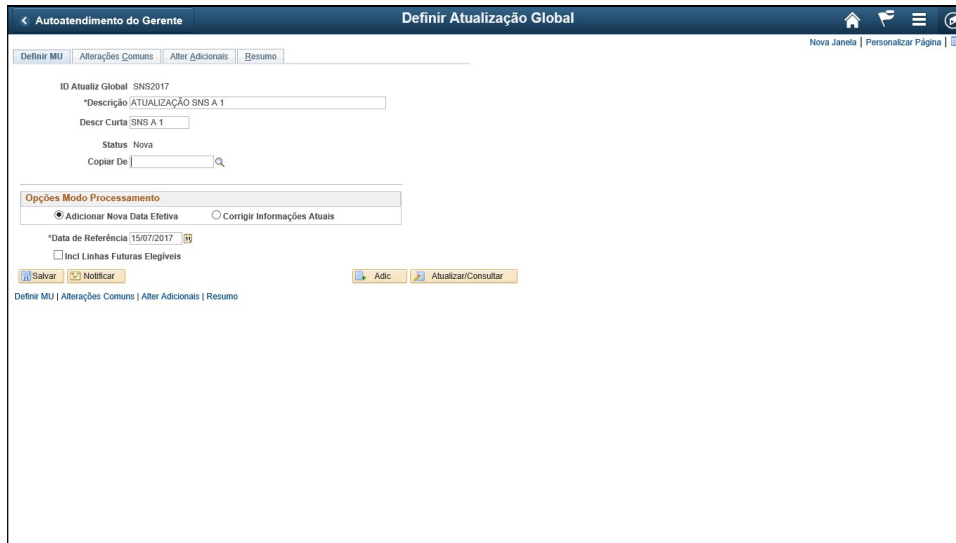 Autoatendimento do Gerente
Definir Atualização Global
Nova Janela | Personalizar Página |
Definir MU Alterações Comuns Alter Adicionais Resumo
ID Atualiz Global SNS2017
*Descrição ATUALIZAÇÃO SNS A 1
Descr Curta SNS A 1
Status Nova
Copiar De
Opções Modo Processamento
Adicionar Nova Data Efetiva Corrigir Informações Atuais
*Data de Referência 15/07/2017
Incl Linhas Futuras Elegíveis
Salvar Notificar Adic Atualizar/Consultar
Definir MU | Alterações Comuns | Alter Adicionais | Resumo